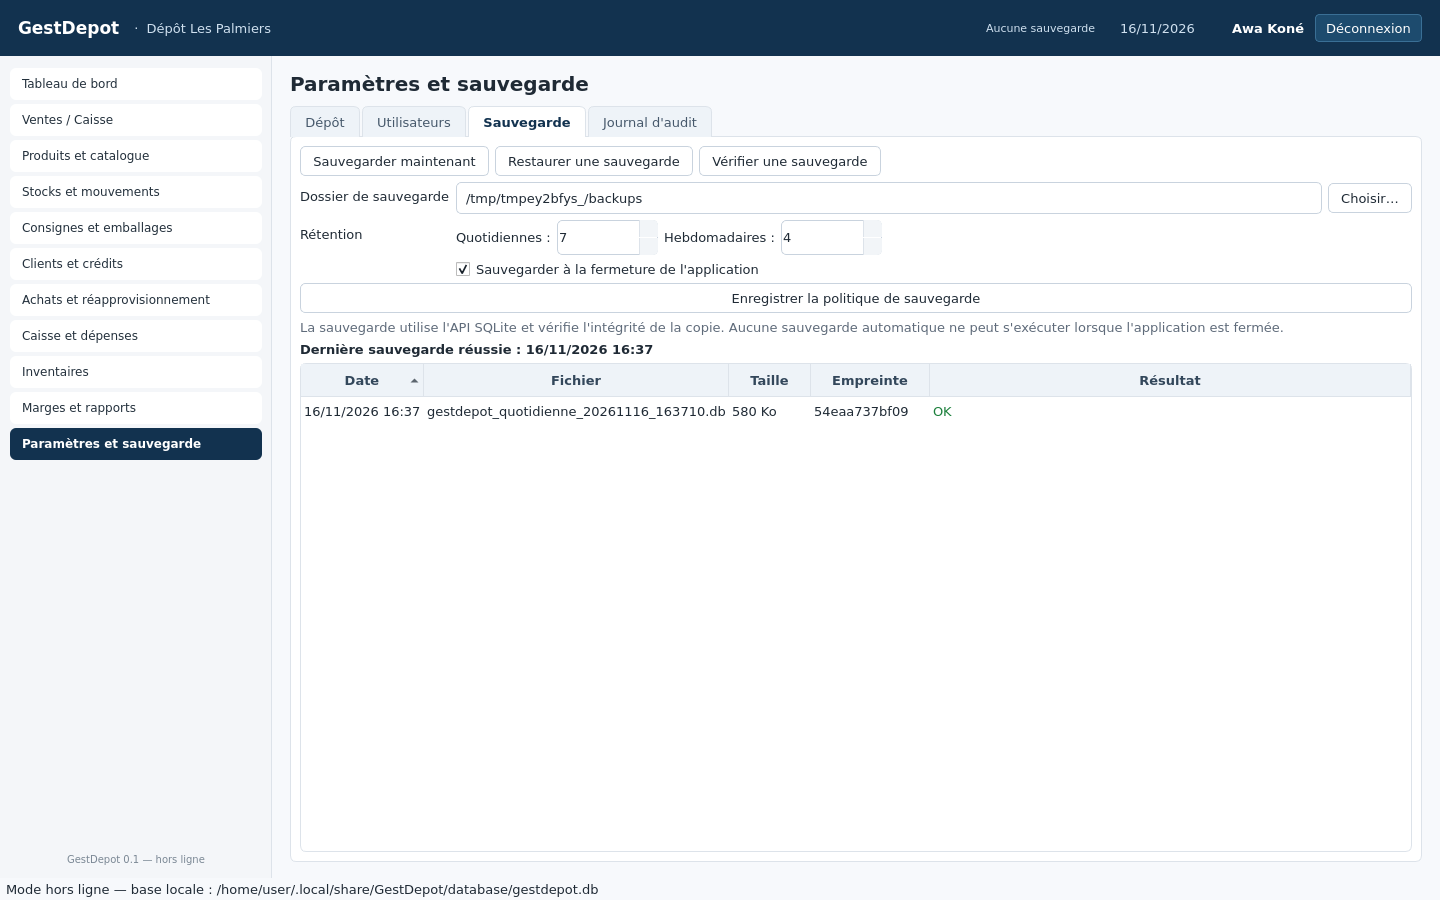 GestDepot · Dépôt Les Palmiers Aucune sauvegarde 16/11/2026 Awa Koné Déconnexion
Tableau de bord
Ventes / Caisse
Produits et catalogue
Stocks et mouvements
Consignes et emballages
Clients et crédits
Achats et réapprovisionnement
Caisse et dépenses
Inventaires
Marges et rapports
Paramètres et sauvegarde
GestDepot 0.1 — hors ligne
Paramètres et sauvegarde
Dépôt Utilisateurs Sauvegarde Journal d'audit
Sauvegarder maintenant Restaurer une sauvegarde Vérifier une sauvegarde
Dossier de sauvegarde /tmp/tmpey2bfys_/backups Choisir...
Rétention Quotidiennes : 7 Hebdomadaires : 4
Sauvegarder à la fermeture de l'application
Enregistrer la politique de sauvegarde
La sauvegarde utilise l'API SQLite et vérifie l'intégrité de la copie. Aucune sauvegarde automatique ne peut s'exécuter lorsque l'application est fermée.
Dernière sauvegarde réussie : 16/11/2026 16:37
Date Fichier Taille Empreinte Résultat
16/11/2026 16:37 gestdepot_quotidienne_20261116_163710.db 580 Ko 54eaa737bf09 OK
Mode hors ligne — base locale : /home/user/.local/share/GestDepot/database/gestdepot.db